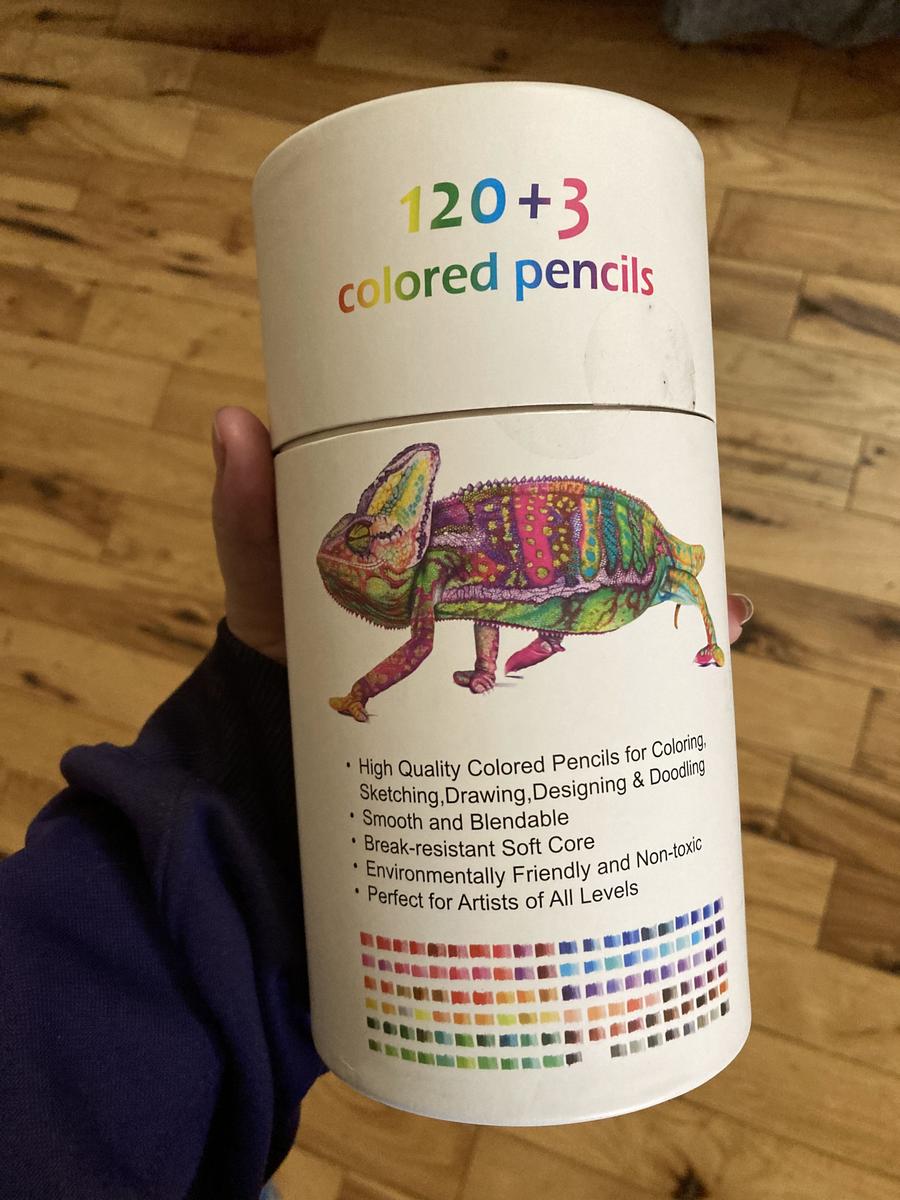 120+3
colored pencils
• High Quality Colored Pencils for Coloring,
Sketching,Drawing,Designing & Doodling
• Smooth and Blendable
• Break-resistant Soft Core
• Environmentally Friendly and Non-toxic
• Perfect for Artists of All Levels